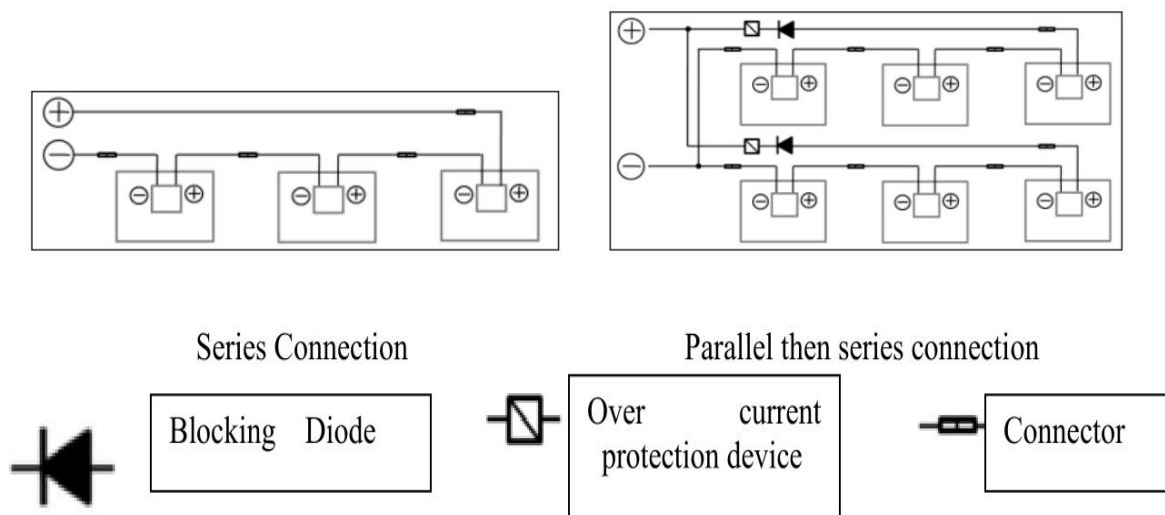 Series Connection
Parallel then series connection
Blocking Diode
Over current
protection device
Connector